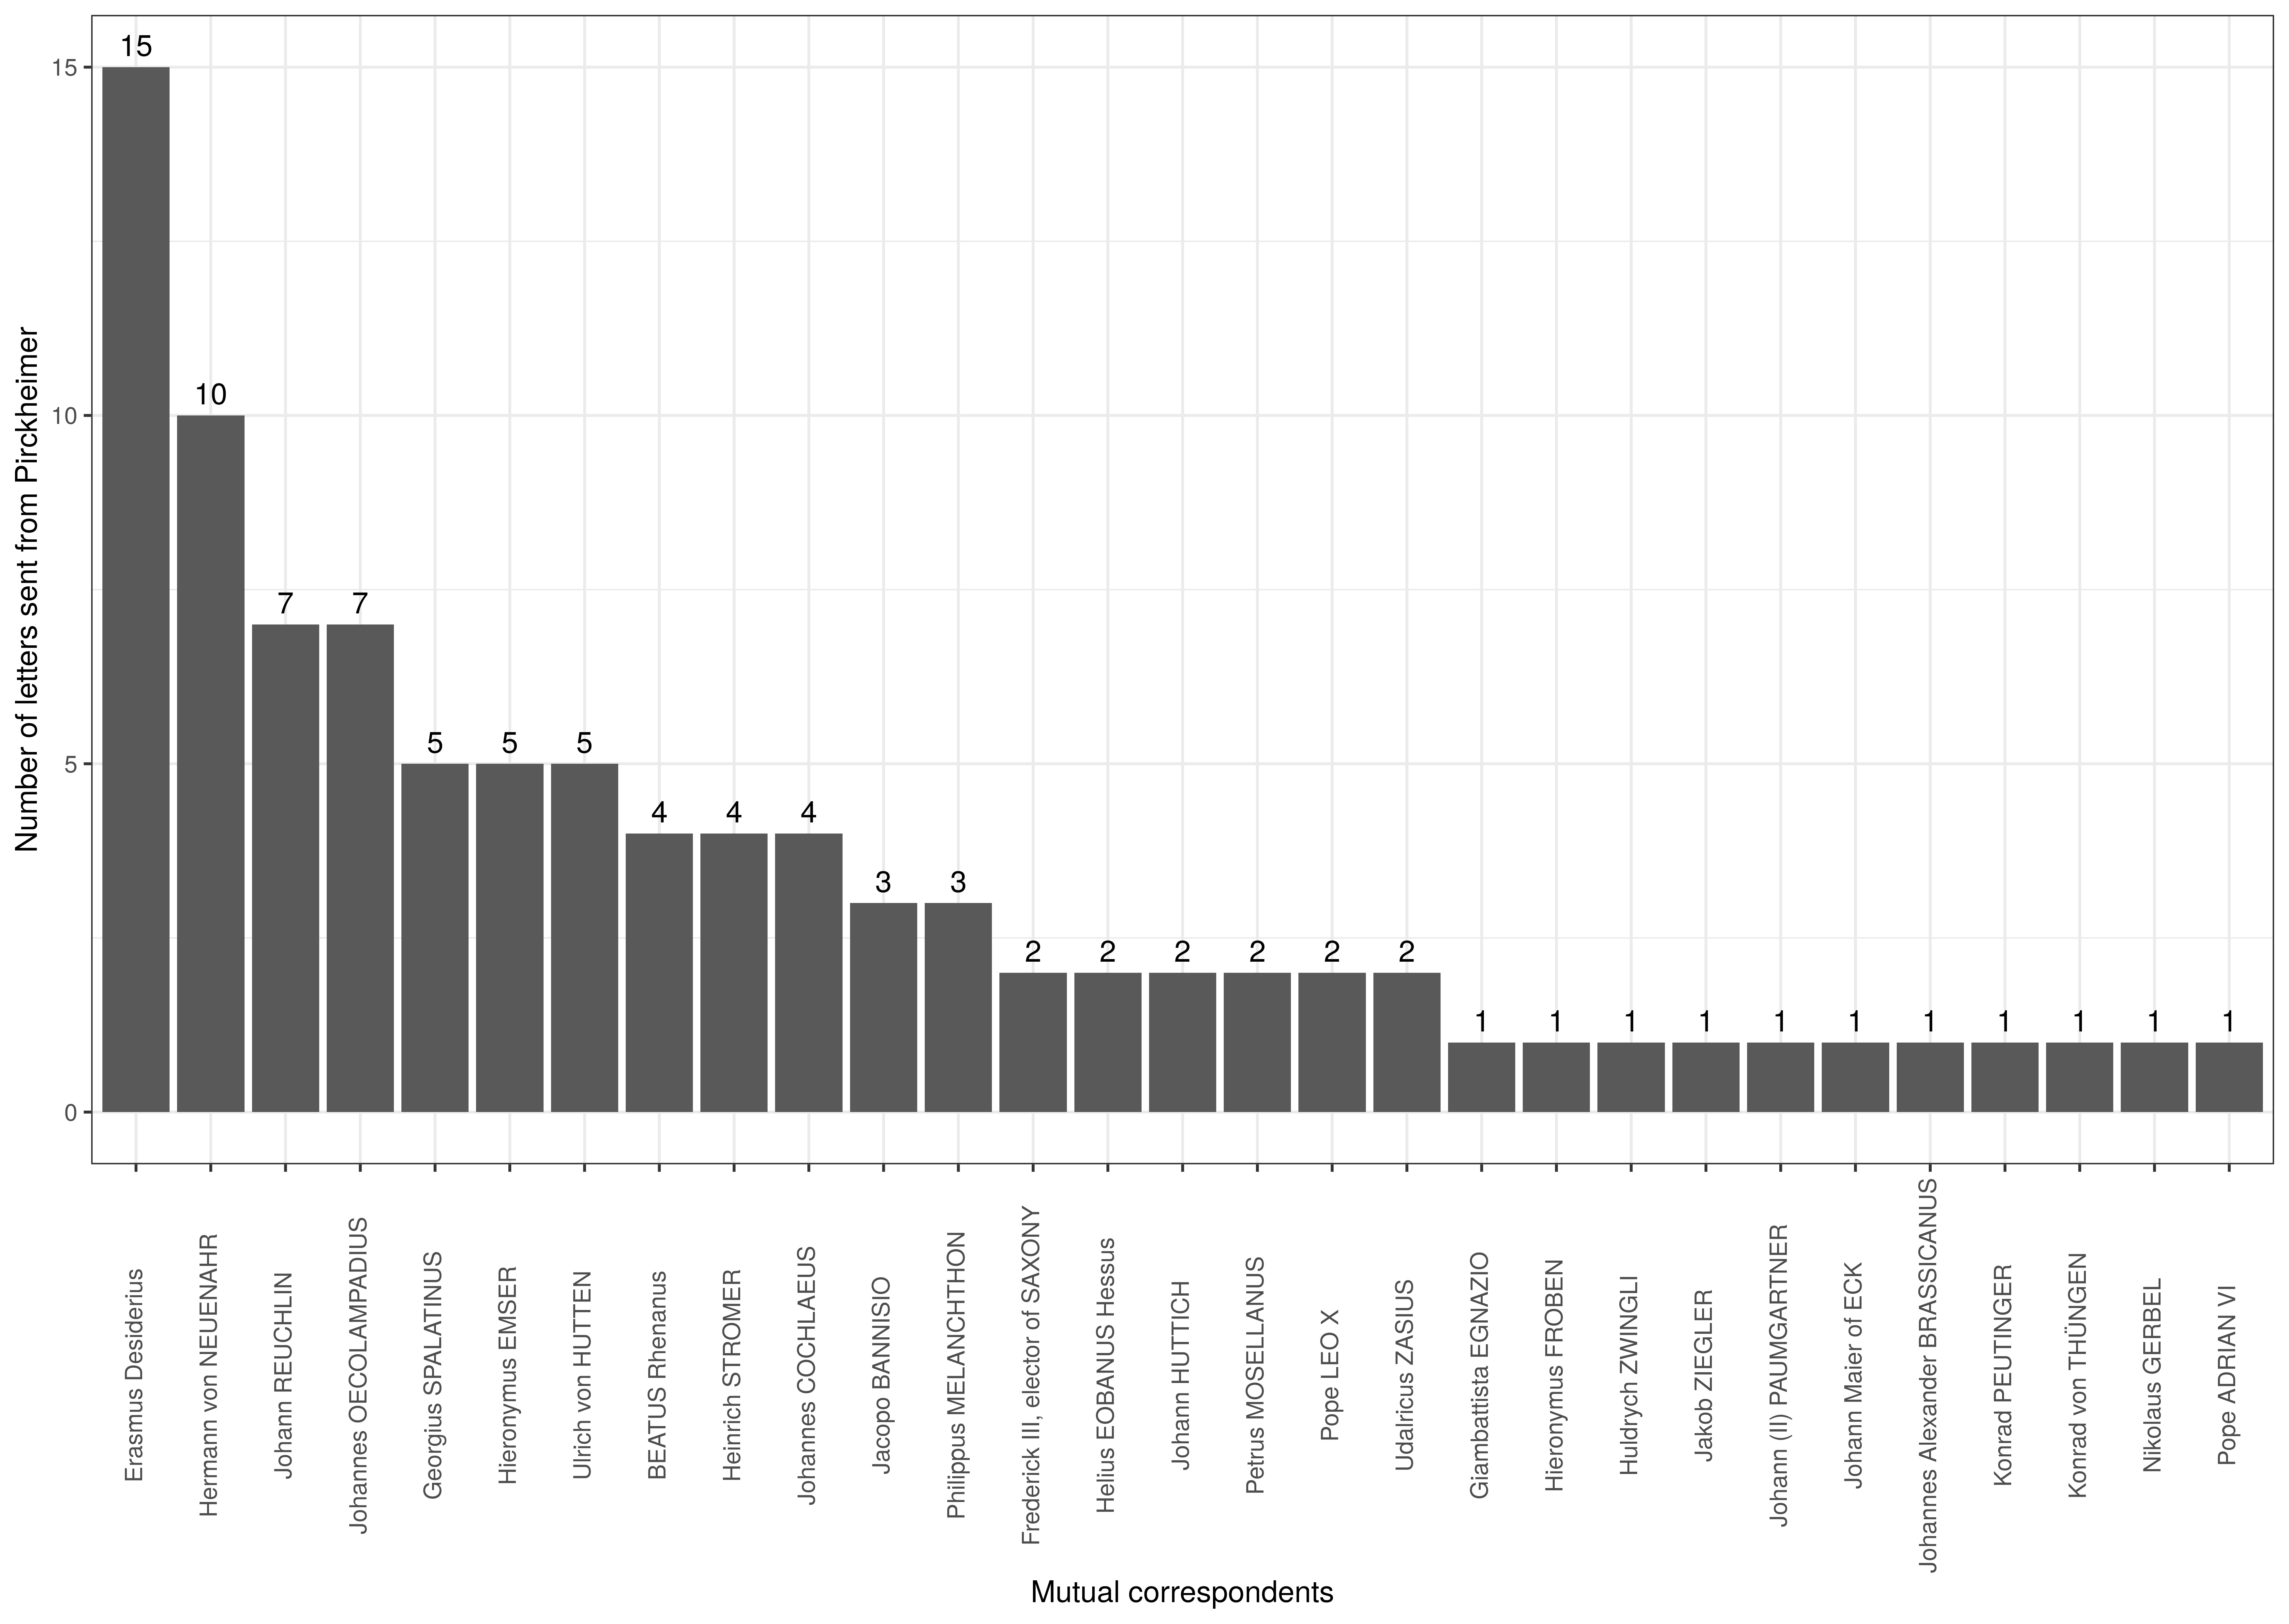 Number of letters sent from Pirckheimer
15
10
5
0
15
10
7
7
5
5
5
4
4
4
3
3
2
2
2
2
2
2
1
1
1
1
1
1
1
1
1
1
1
Erasmus Desiderius
Hermann von NEUENAHR
Johann REUCHLIN
Johannes OECOLAMPADIUS
Georgius SPALATINUS
Hieronymus EMSER
Ulrich von HUTTEN
BEATUS Rhenanus
Heinrich STROMER
Johannes COCHLAEUS
Jacopo BANNISIO
Philippus MELANCHTHON
Frederick III, elector of SAXONY
Helius EOBANUS Hessus
Johann HUTTICH
Petrus MOSELLANUS
Pope LEO X
Udalricus ZASIUS
Giambattista EGNAZIO
Hieronymus FROBEN
Huldrych ZWINGLI
Jakob ZIEGLER
Johann (II) PAUMGARTNER
Johann Maier of ECK
Johannes Alexander BRASSICANUS
Konrad PEUTINGER
Konrad von THÜNGEN
Nikolaus GERBEL
Pope ADRIAN VI
Mutual correspondents